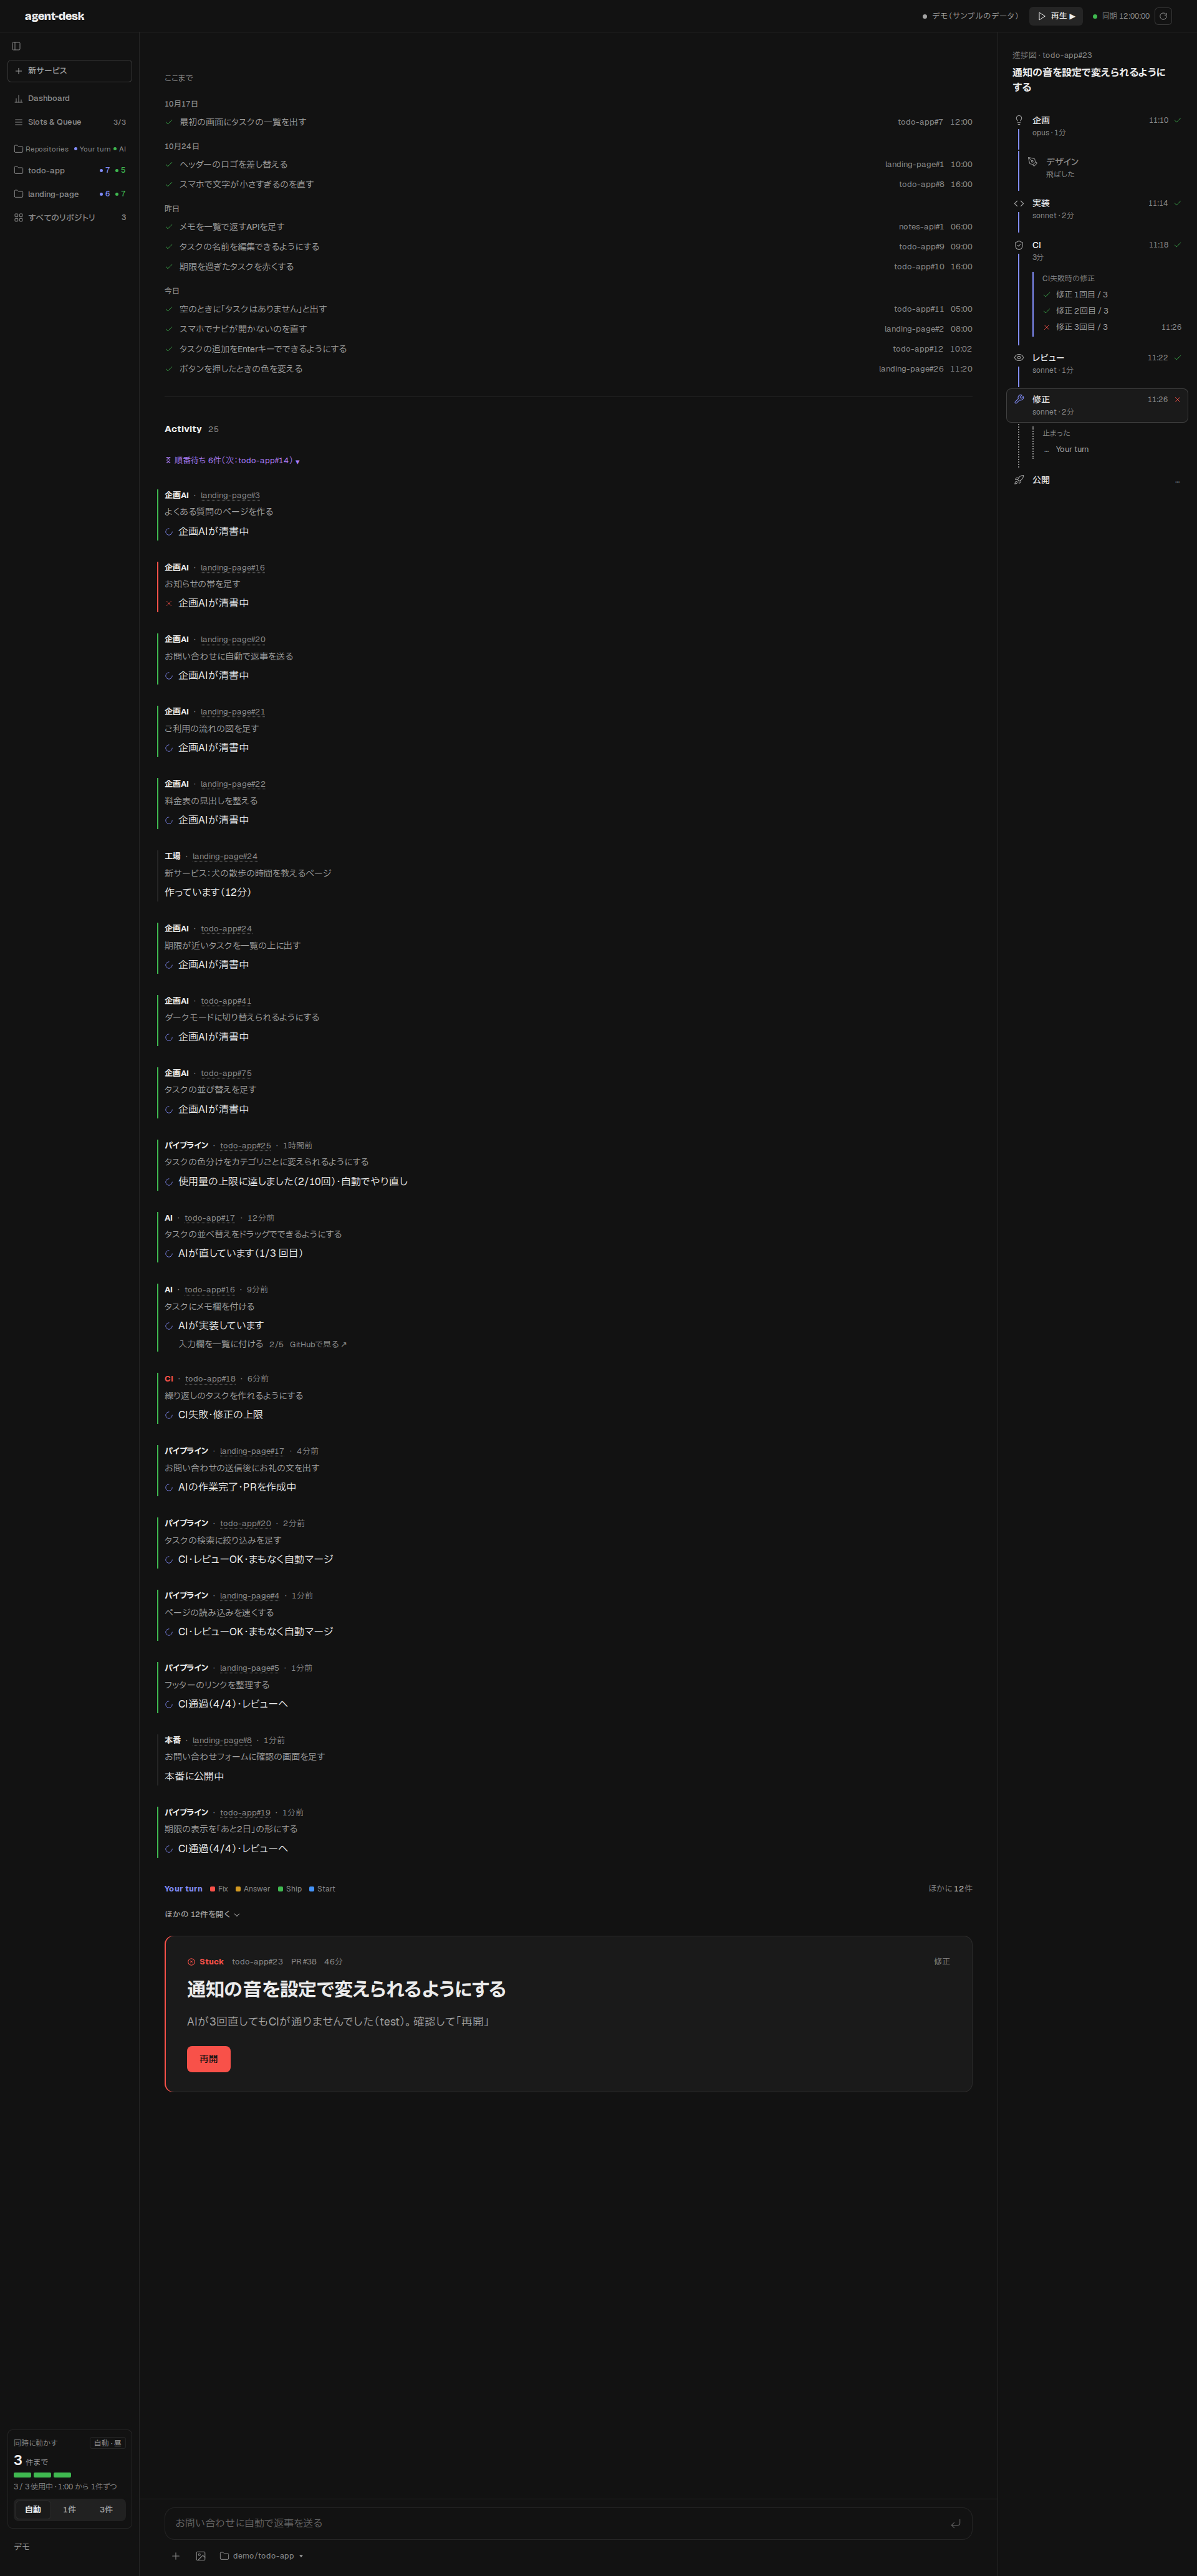 agent-desk
デモ(サンプルのデータ)
再生 ▶
同期 12:00:00
新サービス
Dashboard
Slots & Queue 3/3
Repositories Your turn AI
todo-app 7 5
landing-page 6 7
すべてのリポジトリ 3
ここまで
10月17日
最初の画面にタスクの一覧を出す todo-app#7 12:00
10月24日
ヘッダーのロゴを差し替える landing-page#1 10:00
スマホで文字が小さすぎるのを直す todo-app#8 16:00
昨日
メモを一覧で返すAPIを足す notes-api#1 06:00
タスクの名前を編集できるようにする todo-app#9 09:00
期限を過ぎたタスクを赤くする todo-app#10 16:00
今日
空のときに「タスクはありません」と出す todo-app#11 05:00
スマホでナビが開かないのを直す landing-page#2 08:00
タスクの追加をEnterキーでできるようにする todo-app#12 10:02
ボタンを押したときの色を変える landing-page#26 11:20
Activity 25
順番待ち 6件(次:todo-app#14) ▾
企画AI · landing-page#3
よくある質問のページを作る
企画AIが清書中
企画AI · landing-page#16
お知らせの帯を足す
企画AIが清書中
企画AI · landing-page#20
お問い合わせに自動で返事を送る
企画AIが清書中
企画AI · landing-page#21
ご利用の流れの図を足す
企画AIが清書中
企画AI · landing-page#22
料金表の見出しを整える
企画AIが清書中
工場 · landing-page#24
新サービス:犬の散歩の時間を教えるページ
作っています(12分)
企画AI · todo-app#24
期限が近いタスクを一覧の上に出す
企画AIが清書中
企画AI · todo-app#41
ダークモードに切り替えられるようにする
企画AIが清書中
企画AI · todo-app#75
タスクの並び替えを足す
企画AIが清書中
パイプライン · todo-app#25 · 1時間前
タスクの色分けをカテゴリごとに変えられるようにする
使用量の上限に達しました(2/10回)・自動でやり直し
AI · todo-app#17 · 12分前
タスクの並べ替えをドラッグでできるようにする
AIが直しています(1/3 回目)
AI · todo-app#16 · 9分前
タスクにメモ欄を付ける
AIが実装しています
入力欄を一覧に付ける 2/5 GitHubで見る ↗
CI · todo-app#18 · 6分前
繰り返しのタスクを作れるようにする
CI失敗・修正の上限
パイプライン · landing-page#17 · 4分前
お問い合わせの送信後にお礼の文を出す
AIの作業完了・PRを作成中
パイプライン · todo-app#20 · 2分前
タスクの検索に絞り込みを足す
CI・レビューOK・まもなく自動マージ
パイプライン · landing-page#4 · 1分前
ページの読み込みを速くする
CI・レビューOK・まもなく自動マージ
パイプライン · landing-page#5 · 1分前
フッターのリンクを整理する
CI通過(4/4)・レビューへ
本番 · landing-page#8 · 1分前
お問い合わせフォームに確認の画面を足す
本番に公開中
パイプライン · todo-app#19 · 1分前
期限の表示を「あと2日」の形にする
CI通過(4/4)・レビューへ
Your turn Fix Answer Ship Start ほかに12件
ほかの 12件を開く
Stuck todo-app#23 PR#38 46分 修正
通知の音を設定で変えられるようにする
AIが3回直してもCIが通りませんでした(test)。確認して「再開」
再開
お問い合わせに自動で返事を送る
demo/todo-app ▾
同時に動かす 自動・昼
3 件まで
3 / 3 使用中・1:00 から 1件ずつ
自動 1件 3件
デモ
進捗図・todo-app#23
通知の音を設定で変えられるように
する
企画 11:10
opus・1分
デザイン
飛ばした
実装 11:14
sonnet・2分
CI 11:18
3分
CI失敗時の修正
修正 1回目 / 3
修正 2回目 / 3
修正 3回目 / 3 11:26
レビュー 11:22
sonnet・1分
修正 11:26
sonnet・2分
止まった
… Your turn
公開 …